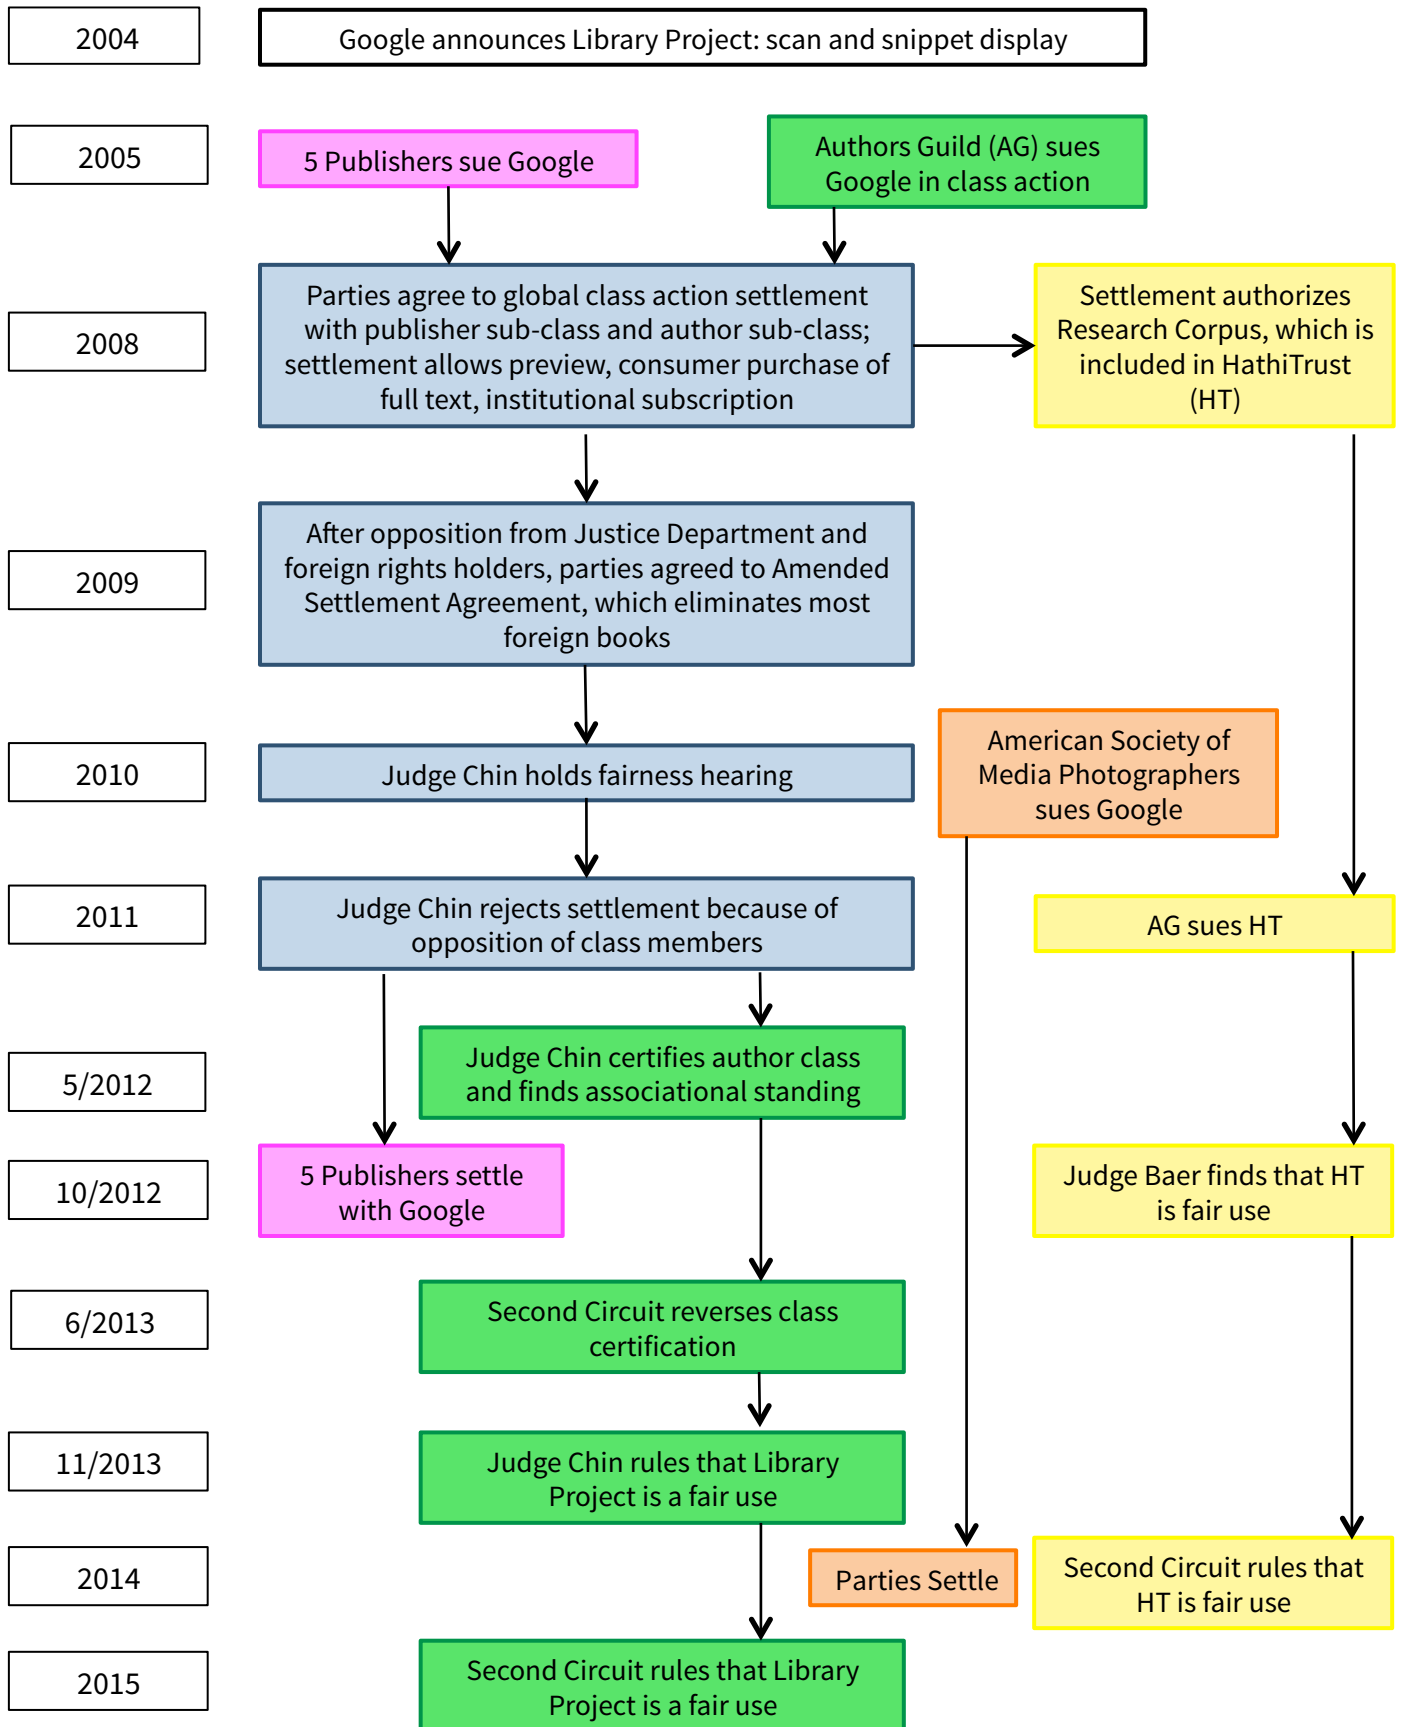 2004
Google announces Library Project: scan and snippet display
2005
5 Publishers sue Google
Authors Guild (AG) sues
Google in class action
2008
Parties agree to global class action settlement
with publisher sub-class and author sub-class;
settlement allows preview, consumer purchase of
full text, institutional subscription
Settlement authorizes
Research Corpus, which is
included in HathiTrust
(HT)
2009
After opposition from Justice Department and
foreign rights holders, parties agreed to Amended
Settlement Agreement, which eliminates most
foreign books
2010
Judge Chin holds fairness hearing
American Society of
Media Photographers
sues Google
2011
Judge Chin rejects settlement because of
opposition of class members
AG sues HT
5/2012
Judge Chin certifies author class
and finds associational standing
10/2012
5 Publishers settle
with Google
Judge Baer finds that HT
is fair use
6/2013
Second Circuit reverses class
certification
11/2013
Judge Chin rules that Library
Project is a fair use
2014
Parties Settle
Second Circuit rules that
HT is fair use
2015
Second Circuit rules that Library
Project is a fair use